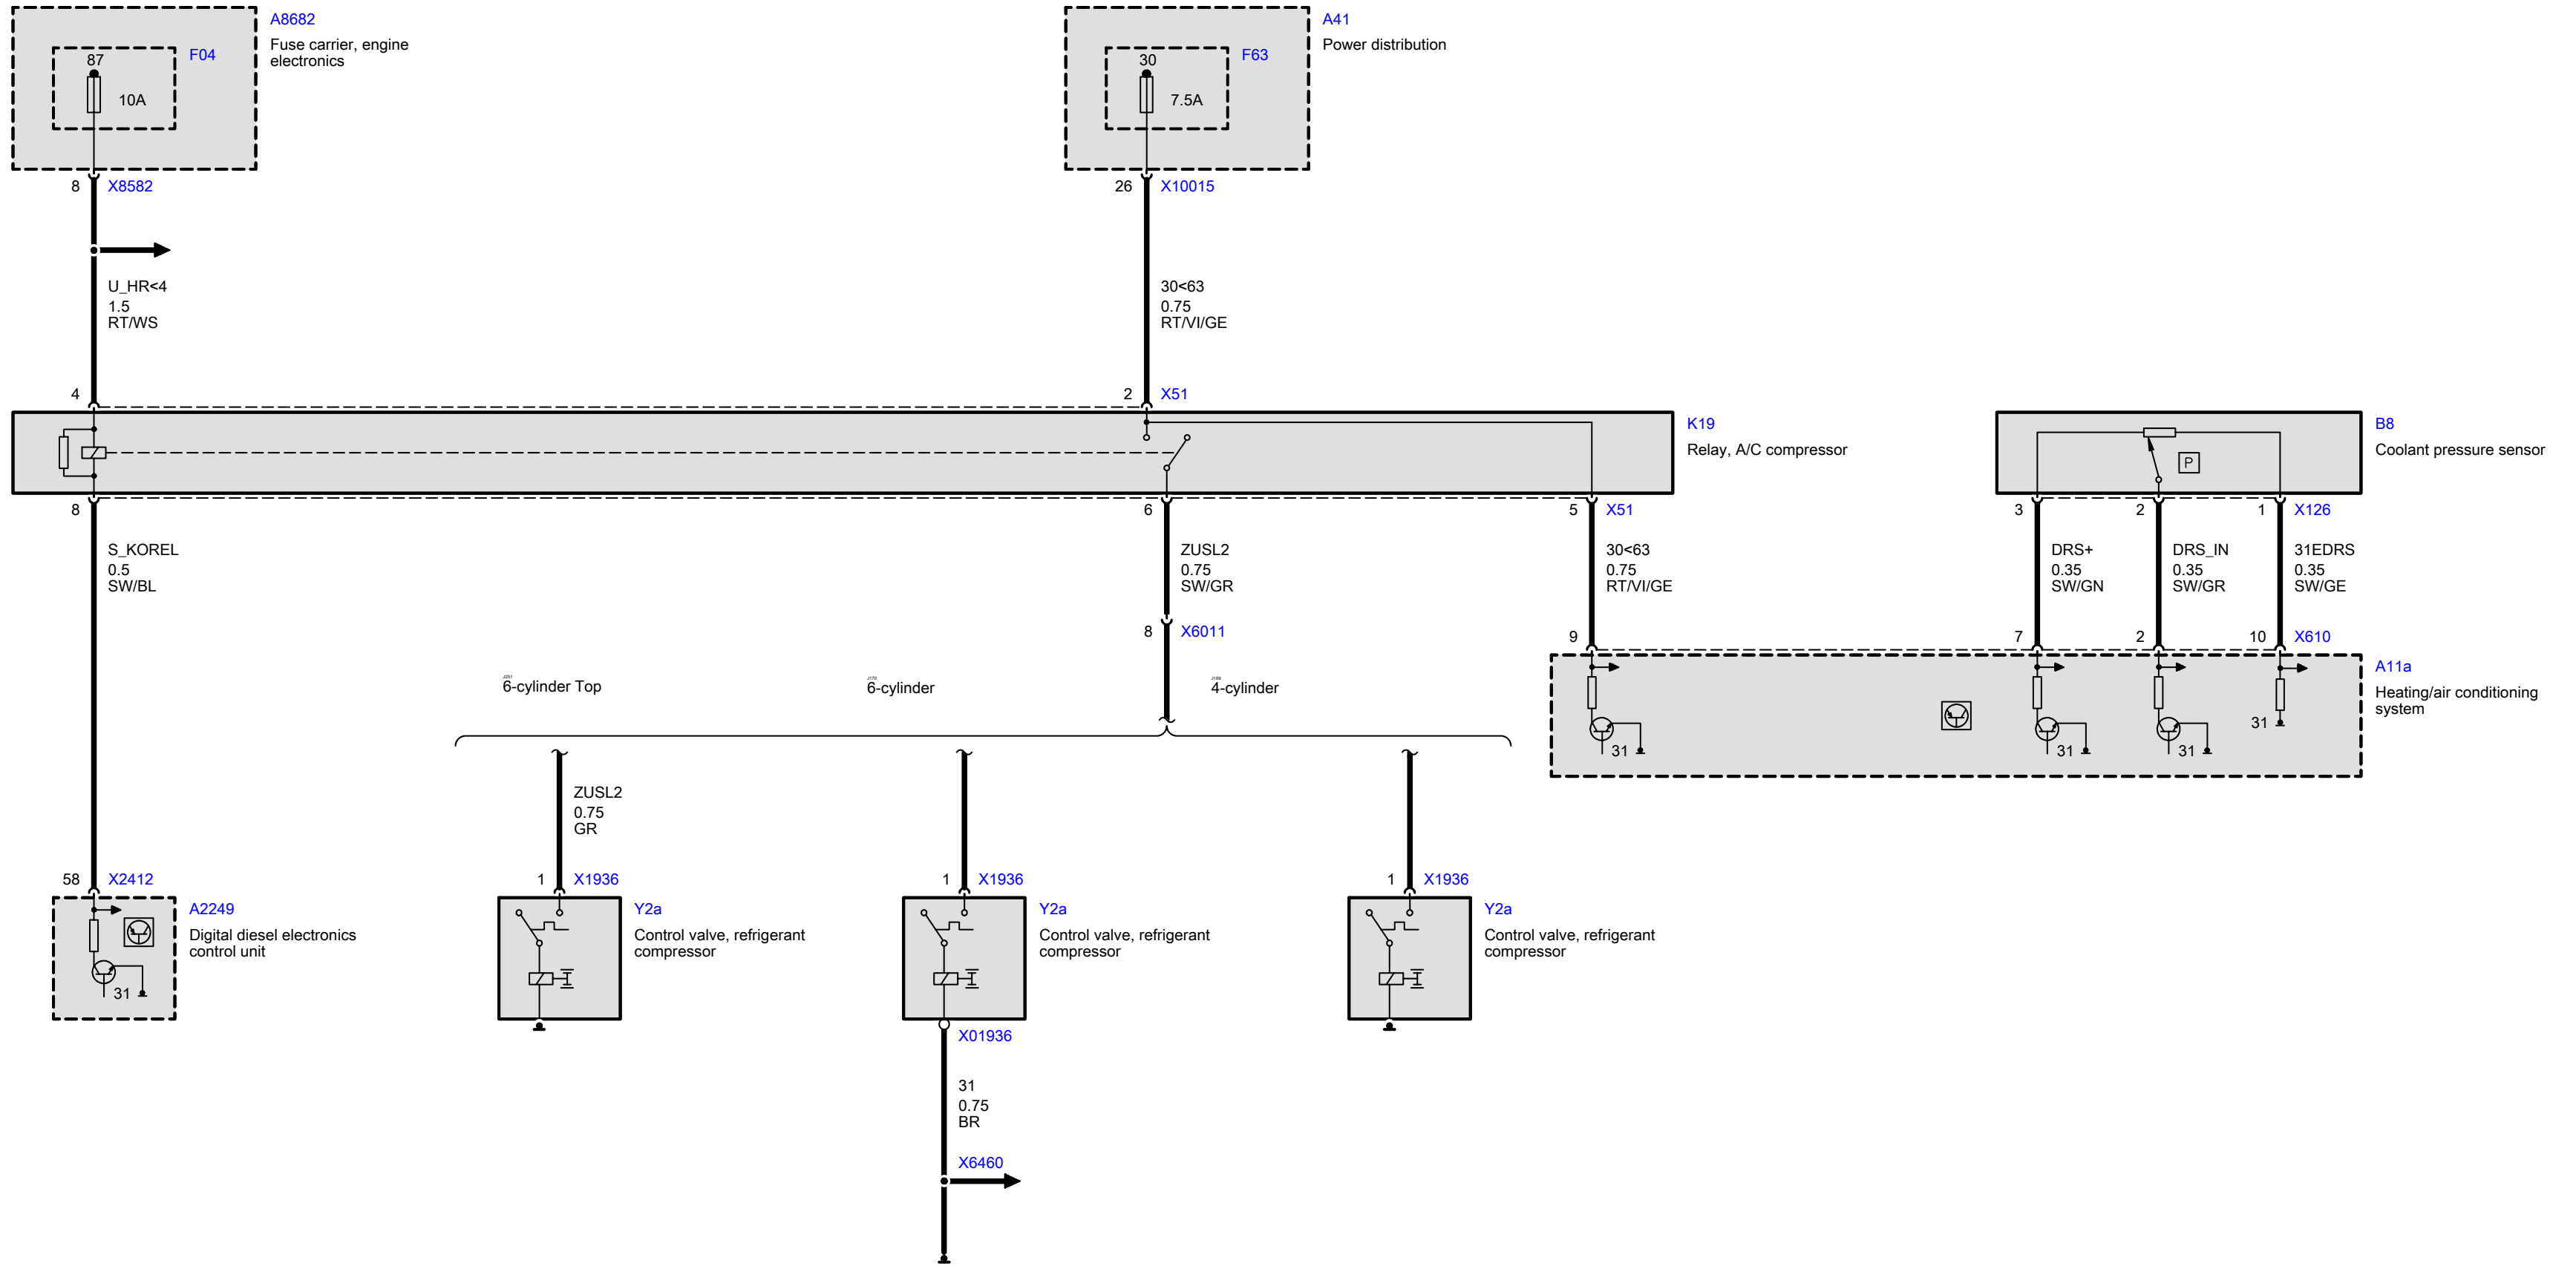 A8682
Fuse carrier, engine
electronics
F04
87
10A
8 X8582
U_HR<4
1.5
RT/WS
4
A41
Power distribution
F63
30
7.5A
26 X10015
30<63
0.75
RT/VI/GE
2 X51
K19
Relay, A/C compressor
B8
Coolant pressure sensor
P
8
S_KOREL
0.5
SW/BL
6
ZUSL2
0.75
SW/GR
8 X6011
5 X51
30<63
0.75
RT/VI/GE
9
3
DRS+
0.35
SW/GN
7
2
DRS_IN
0.35
SW/GR
2
1 X126
31EDRS
0.35
SW/GE
10 X610
A11a
Heating/air conditioning
system
31
31
31
31
J251
6-cylinder Top
J170
6-cylinder
J169
4-cylinder
ZUSL2
0.75
GR
58 X2412
A2249
Digital diesel electronics
control unit
31
1 X1936
Y2a
Control valve, refrigerant
compressor
1 X1936
Y2a
Control valve, refrigerant
compressor
1 X1936
Y2a
Control valve, refrigerant
compressor
X01936
31
0.75
BR
X6460